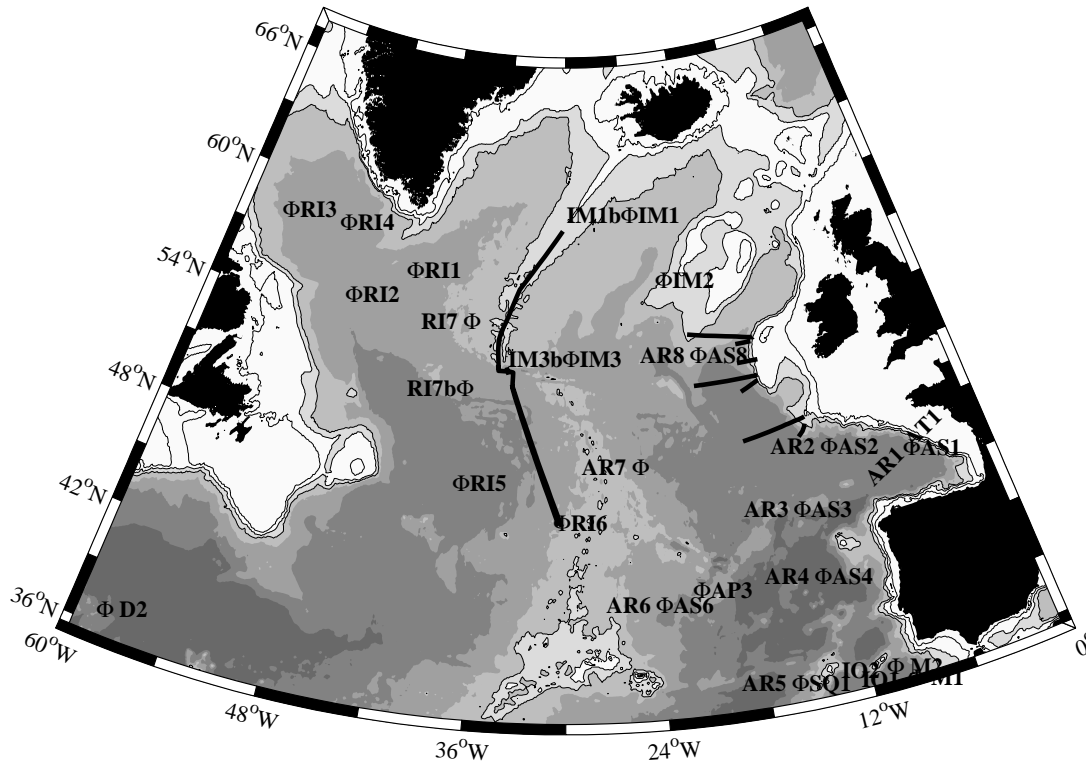 66°N
60°N
54°N
48°N
42°N
36°N
60°W
48°W
36°W
24°W
12°W
ΦRI3
ΦRI4
IM1bΦIM1
ΦRI1
ΦRI2
ΦIM2
RI7 Φ
IM3bΦIM3
AR8 ΦAS8
RI7bΦ
AR2 ΦAS2
AR1 ΦAS1
AR7 Φ
ΦRI5
AR3 ΦAS3
ΦRI6
AR4 ΦAS4
ΦAP3
AR6 ΦAS6
Φ D2
Φ M2
AR5 ΦSQ1